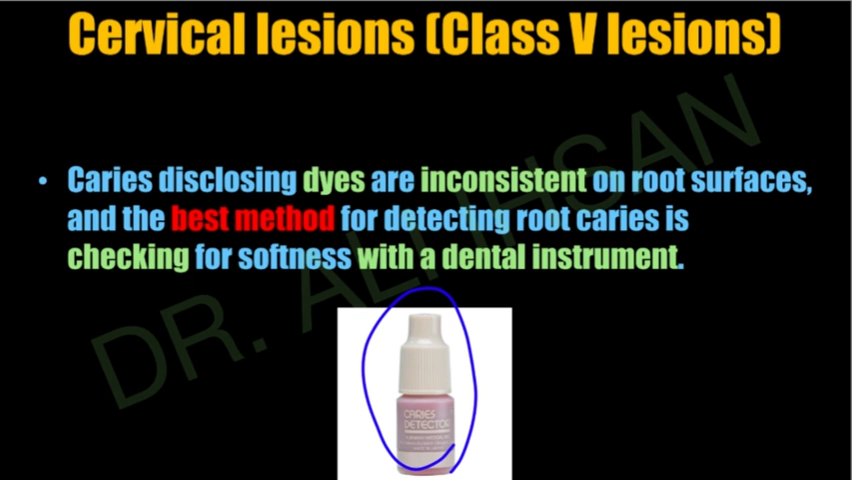 Cervical lesions (Class V lesions)
• Caries disclosing dyes are inconsistent on root surfaces,
and the best method for detecting root caries is
checking for softness with a dental instrument.
DR. ALI IHSAN
CARIES
DETECTOR